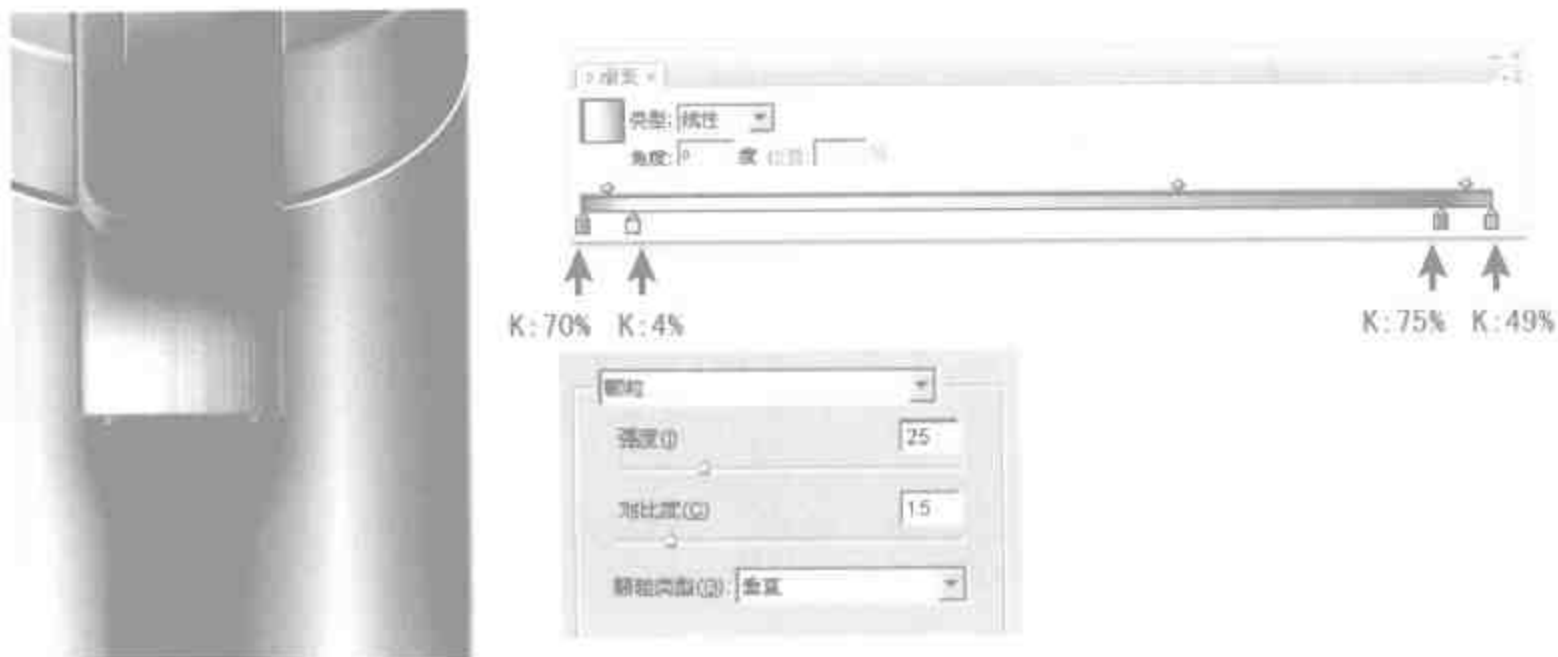 渐变 ×
类型: 线性
角度: 0 度
K:70% K:4% K:75% K:49%
颗粒
强度(I) 25
对比度(C) 15
颗粒类型(G): 垂直